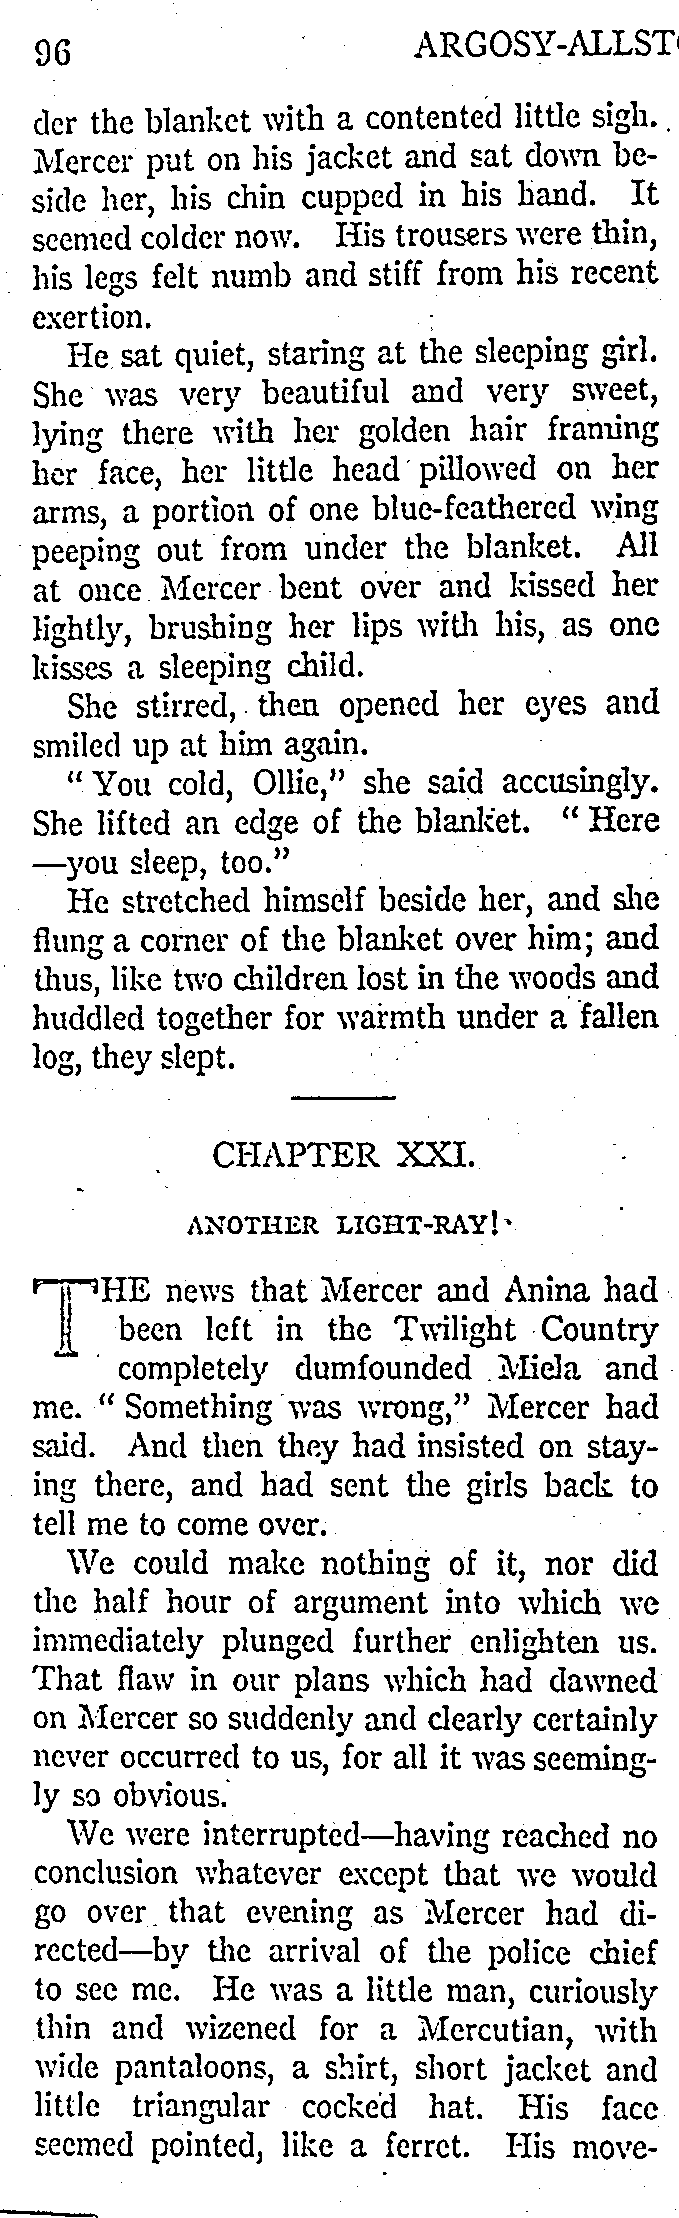 96
ARGOSY-ALLST
der the blanket with a contented little sigh.
Mercer put on his jacket and sat down be-
side her, his chin cupped in his hand. It
seemed colder now. His trousers were thin,
his legs felt numb and stiff from his recent
exertion.
He sat quiet, staring at the sleeping girl.
She was very beautiful and very sweet,
lying there with her golden hair framing
her face, her little head pillowed on her
arms, a portion of one blue-feathered wing
peeping out from under the blanket. All
at once Mercer bent over and kissed her
lightly, brushing her lips with his, as one
kisses a sleeping child.
She stirred, then opened her eyes and
smiled up at him again.
“ You cold, Ollie,” she said accusingly.
She lifted an edge of the blanket. “ Here
—you sleep, too.”
He stretched himself beside her, and she
flung a corner of the blanket over him; and
thus, like two children lost in the woods and
huddled together for warmth under a fallen
log, they slept.
CHAPTER XXI.
ANOTHER LIGHT-RAY!
THE news that Mercer and Anina had
been left in the Twilight Country
completely dumfounded Miela and
me. “ Something was wrong,” Mercer had
said. And then they had insisted on stay-
ing there, and had sent the girls back to
tell me to come over.
We could make nothing of it, nor did
the half hour of argument into which we
immediately plunged further enlighten us.
That flaw in our plans which had dawned
on Mercer so suddenly and clearly certainly
never occurred to us, for all it was seeming-
ly so obvious.
We were interrupted—having reached no
conclusion whatever except that we would
go over that evening as Mercer had di-
rected—by the arrival of the police chief
to see me. He was a little man, curiously
thin and wizened for a Mercutian, with
wide pantaloons, a shirt, short jacket and
little triangular cocked hat. His face
seemed pointed, like a ferret. His move-